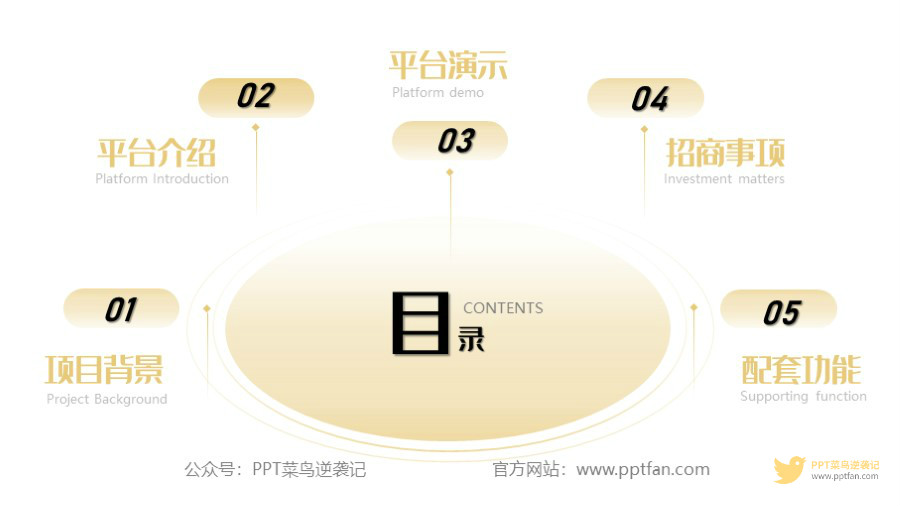 01
项目背景
Project Background
02
平台介绍
Platform Introduction
平台演示
Platform demo
03
04
招商事项
Investment matters
05
配套功能
Supporting function
目录
CONTENTS
公众号：PPT菜鸟逆袭记
官方网站：www.pptfan.com
PPT菜鸟逆袭记
www.pptfan.com